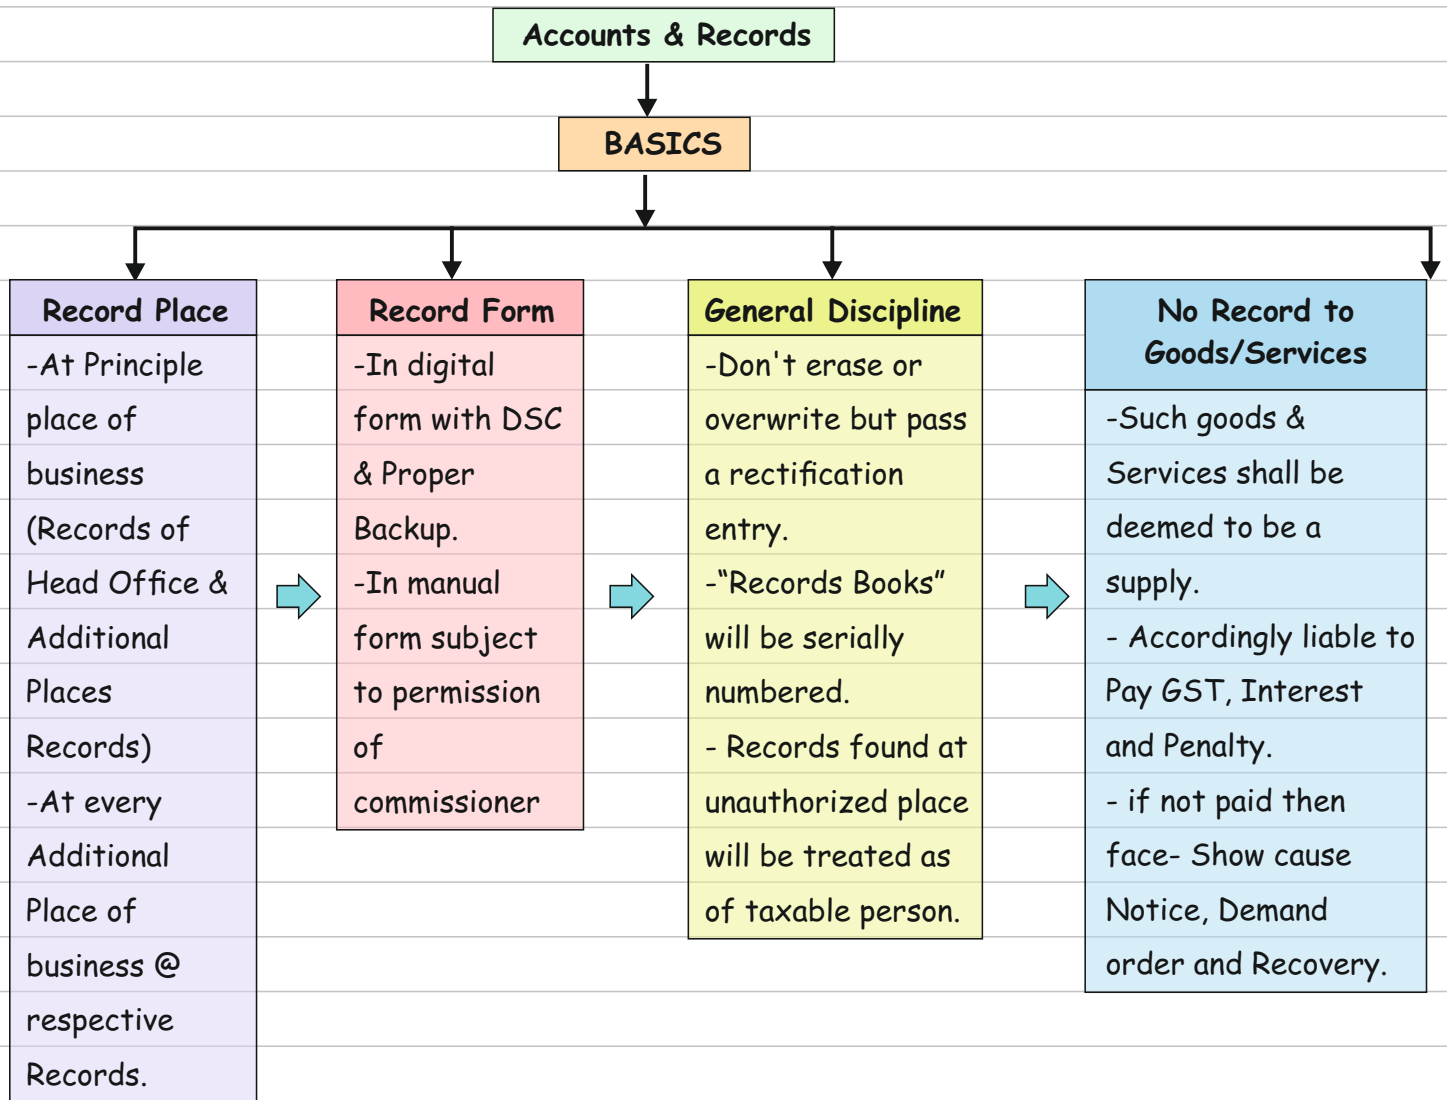 Accounts & Records
BASICS
Record Place
-At Principle
place of
business
(Records of
Head Office &
Additional
Places
Records)
-At every
Additional
Place of
business @
respective
Records.
Record Form
-In digital
form with DSC
& Proper
Backup.
-In manual
form subject
to permission
of
commissioner
General Discipline
-Don't erase or
overwrite but pass
a rectification
entry.
-“Records Books”
will be serially
numbered.
- Records found at
unauthorized place
will be treated as
of taxable person.
No Record to
Goods/Services
-Such goods &
Services shall be
deemed to be a
supply.
- Accordingly liable to
Pay GST, Interest
and Penalty.
- if not paid then
face- Show cause
Notice, Demand
order and Recovery.